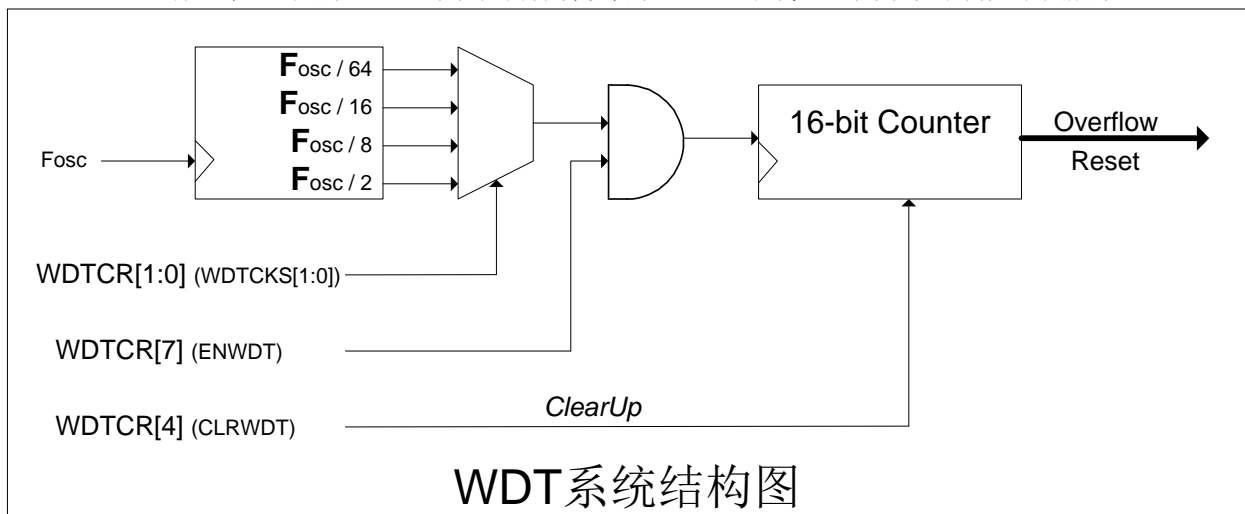 Fosc / 64
Fosc / 16
Fosc / 8
Fosc / 2
Fosc
16-bit Counter
Overflow
Reset
WDTCR[1:0] (WDTCKS[1:0])
WDTCR[7] (ENWDT)
WDTCR[4] (CLRWDT)
ClearUp
WDT系统结构图